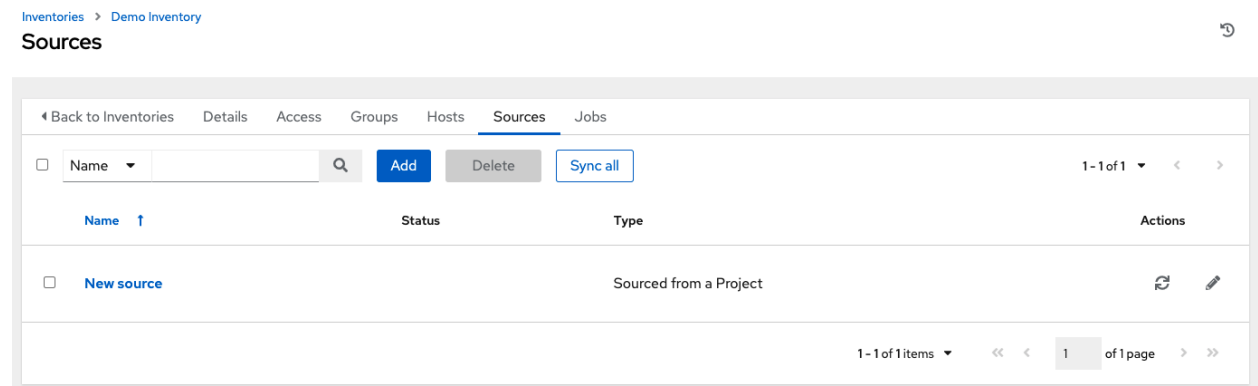 Inventories > Demo Inventory
Sources
Back to Inventories Details Access Groups Hosts Sources Jobs
Name Add Delete Sync all 1 - 1 of 1
Name Status Type Actions
New source Sourced from a Project
1 - 1 of 1 items 1 of 1 page